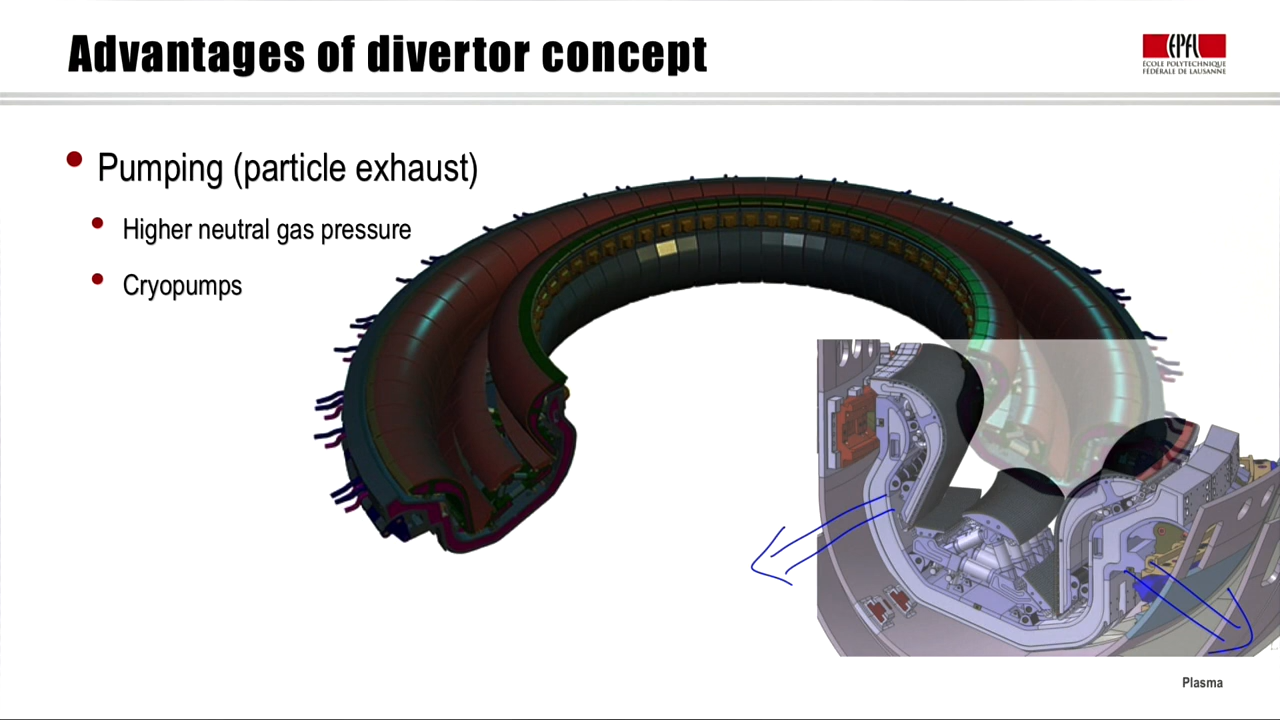 Advantages of divertor concept
EPFL
ÉCOLE POLYTECHNIQUE
FÉDÉRALE DE LAUSANNE
Pumping (particle exhaust)
Higher neutral gas pressure
Cryopumps
Plasma